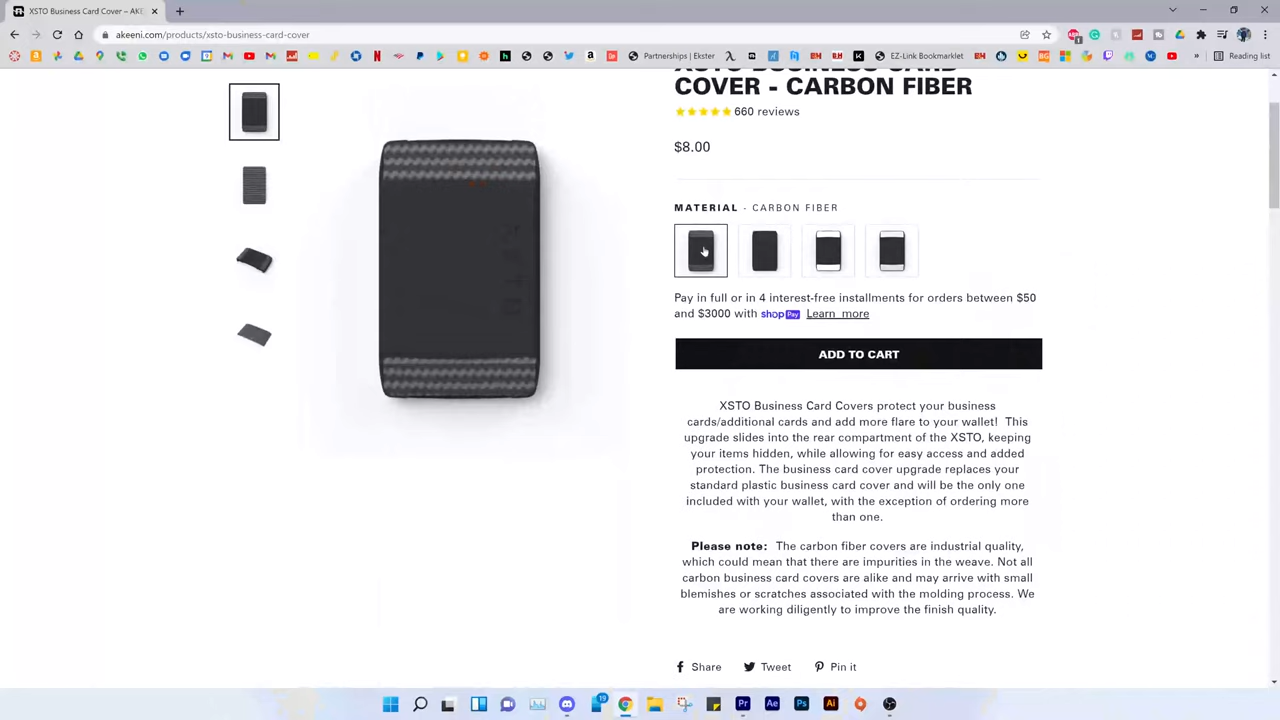 XSTO Business Card Cover – AKE
akeeni.com/products/xsto-business-card-cover
Partnerships | Ekster
EZ-Link Bookmarklet
Reading list
XSTO BUSINESS CARD
COVER - CARBON FIBER
660 reviews
$8.00
MATERIAL - CARBON FIBER
Pay in full or in 4 interest-free installments for orders between $50
and $3000 with shop Pay Learn more
ADD TO CART
XSTO Business Card Covers protect your business
cards/additional cards and add more flare to your wallet! This
upgrade slides into the rear compartment of the XSTO, keeping
your items hidden, while allowing for easy access and added
protection. The business card cover upgrade replaces your
standard plastic business card cover and will be the only one
included with your wallet, with the exception of ordering more
than one.
Please note: The carbon fiber covers are industrial quality,
which could mean that there are impurities in the weave. Not all
carbon business card covers are alike and may arrive with small
blemishes or scratches associated with the molding process. We
are working diligently to improve the finish quality.
Share Tweet Pin it
19 Pr Ae Ps Ai